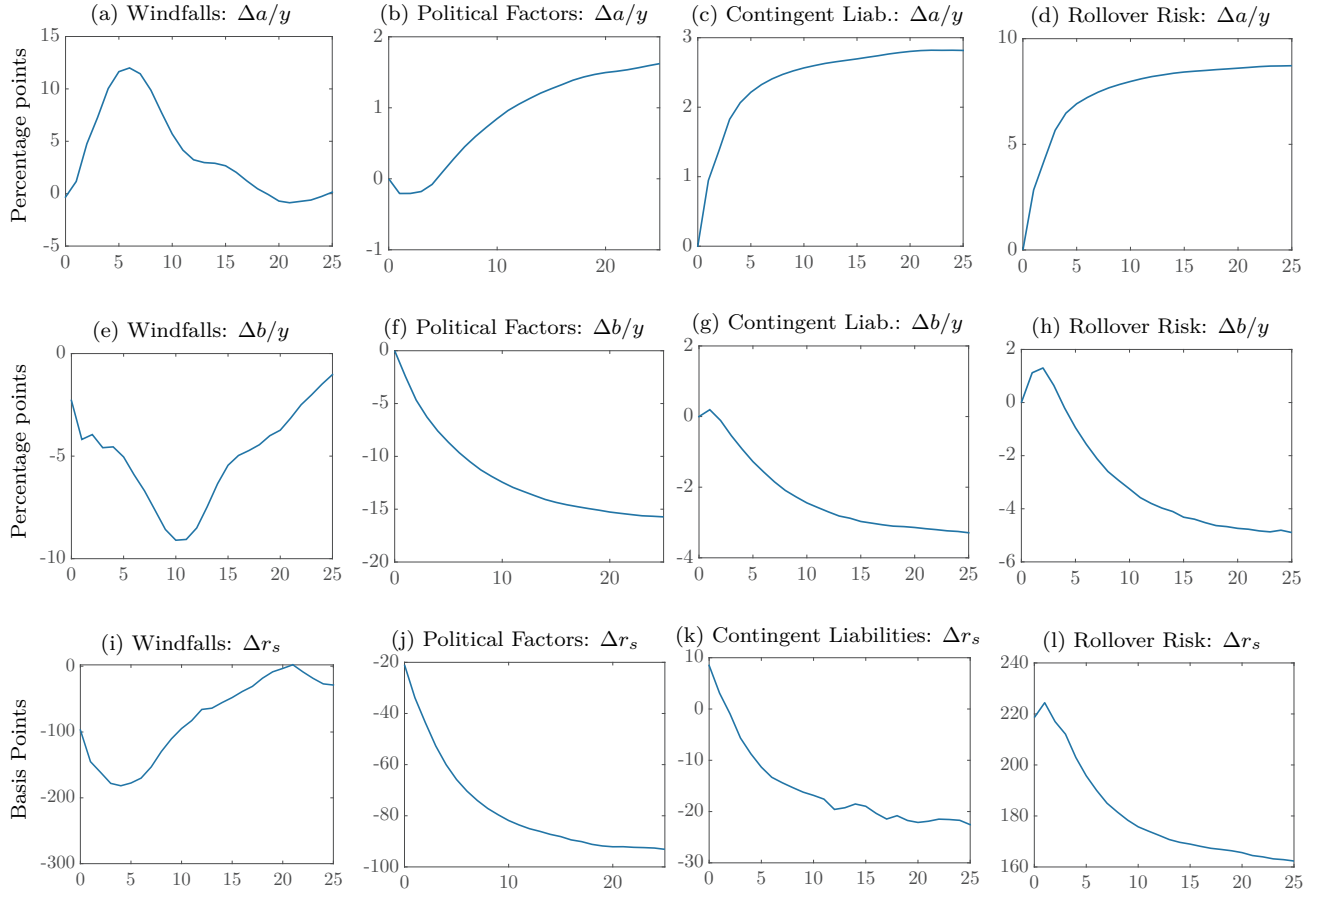 (a) Windfalls: Δa/y
(b) Political Factors: Δa/y
(c) Contingent Liab.: Δa/y
(d) Rollover Risk: Δa/y
Percentage points
15
10
5
0
-5
0 5 10 15 20 25
2
1
0
-1
0 10 20
3
2
1
0
0 5 10 15 20 25
10
5
0
0 5 10 15 20 25
(e) Windfalls: Δb/y
(f) Political Factors: Δb/y
(g) Contingent Liab.: Δb/y
(h) Rollover Risk: Δb/y
Percentage points
0
-5
-10
0 5 10 15 20 25
0
-5
-10
-15
-20
0 10 20
2
0
-2
-4
0 5 10 15 20 25
2
0
-2
-4
-6
0 5 10 15 20 25
(i) Windfalls: Δrs
(j) Political Factors: Δrs
(k) Contingent Liabilities: Δrs
(l) Rollover Risk: Δrs
Basis Points
0
-100
-200
-300
0 5 10 15 20 25
-20
-40
-60
-80
-100
0 10 20
10
0
-10
-20
-30
0 5 10 15 20 25
240
220
200
180
160
0 5 10 15 20 25